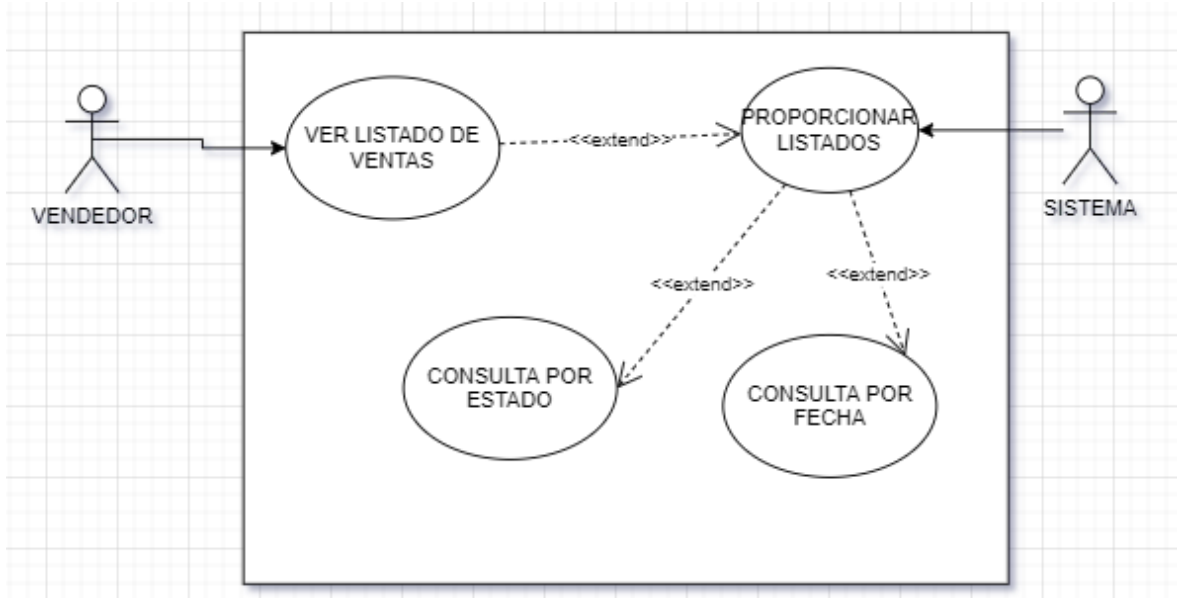 VER LISTADO DE
VENTAS
<<extend>>
PROPORCIONAR
LISTADOS
VENDEDOR
SISTEMA
<<extend>>
<<extend>>
CONSULTA POR
ESTADO
CONSULTA POR
FECHA